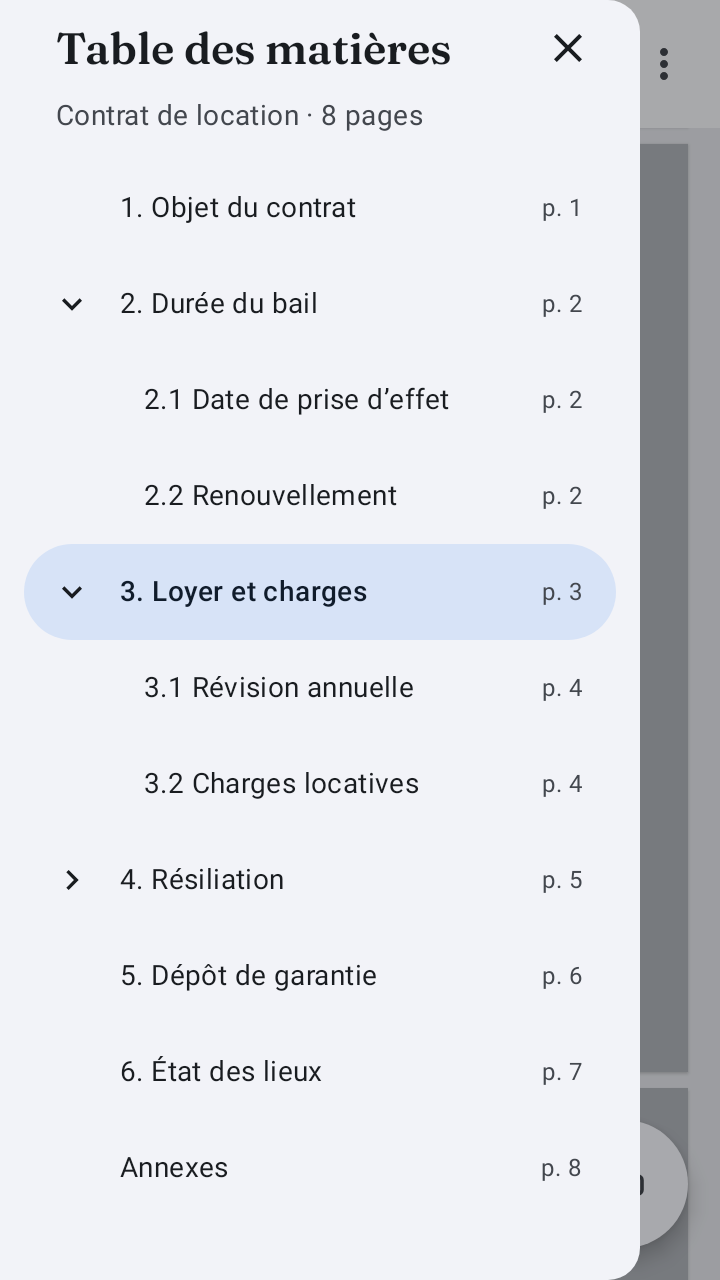 Table des matières
Contrat de location · 8 pages
1. Objet du contrat p. 1
2. Durée du bail p. 2
2.1 Date de prise d’effet p. 2
2.2 Renouvellement p. 2
3. Loyer et charges p. 3
3.1 Révision annuelle p. 4
3.2 Charges locatives p. 4
4. Résiliation p. 5
5. Dépôt de garantie p. 6
6. État des lieux p. 7
Annexes p. 8